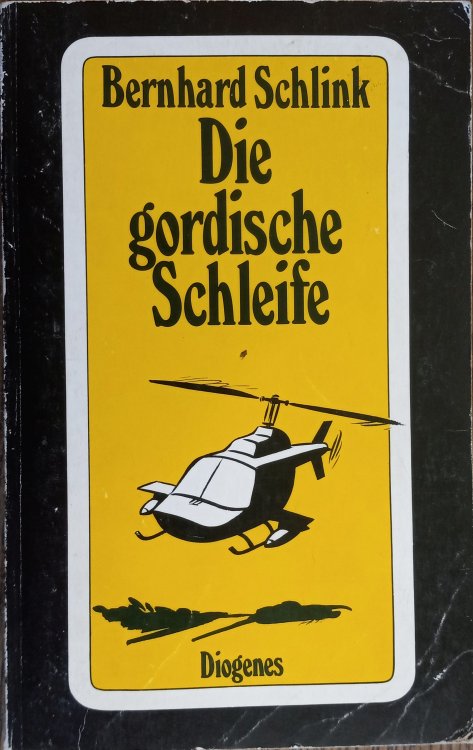 Bernhard Schlink
Die
gordische
Schleife
Diogenes